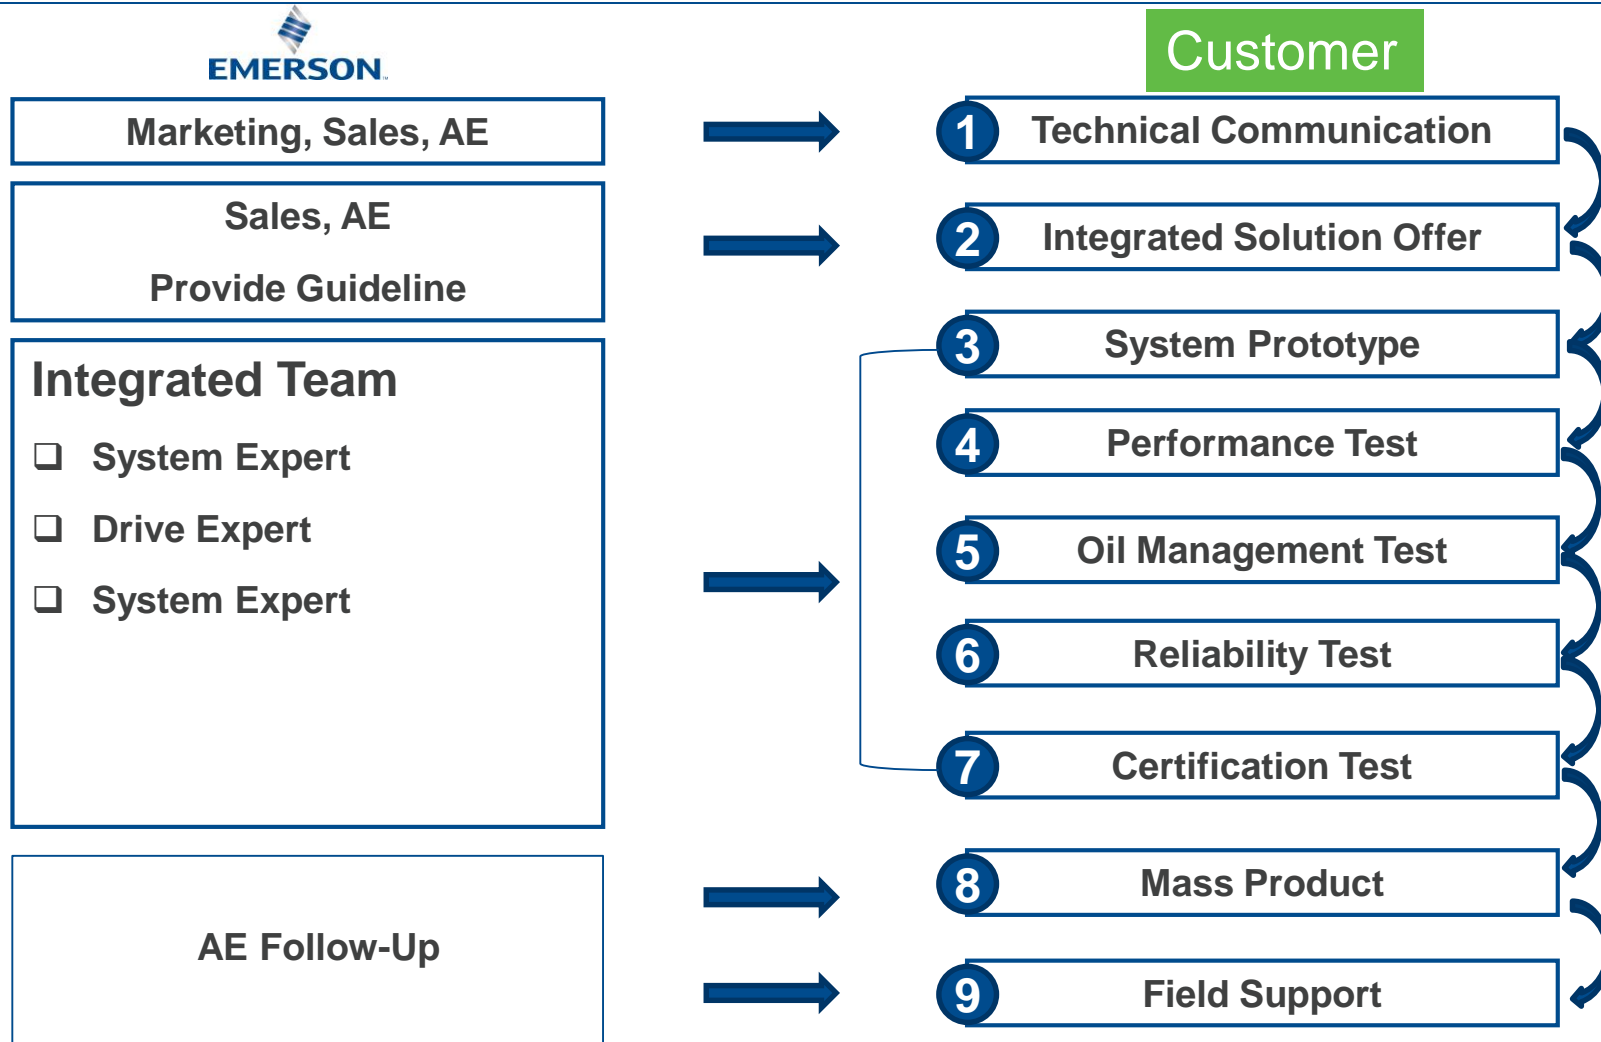 EMERSON
Customer
Marketing, Sales, AE
1 Technical Communication
Sales, AE
Provide Guideline
2 Integrated Solution Offer
Integrated Team
❑ System Expert
❑ Drive Expert
❑ System Expert
3 System Prototype
4 Performance Test
5 Oil Management Test
6 Reliability Test
7 Certification Test
AE Follow-Up
8 Mass Product
9 Field Support